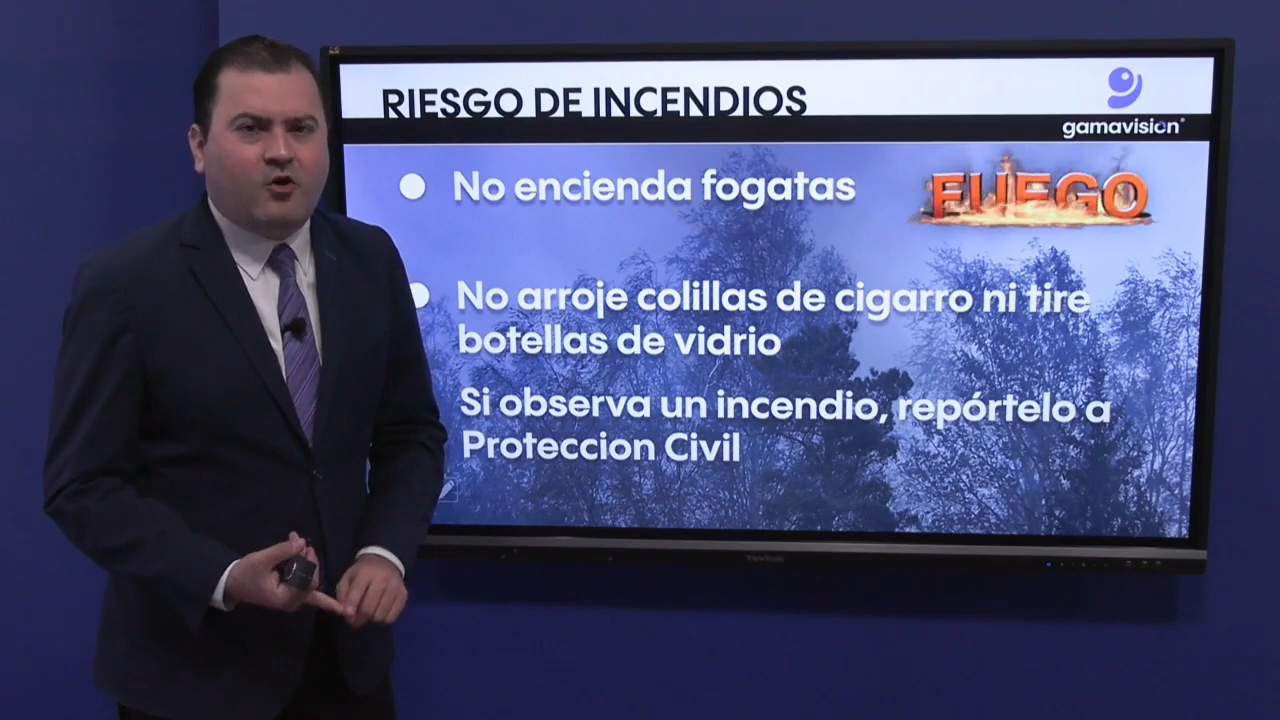 RIESGO DE INCENDIOS
gamavision
No encienda fogatas
FUEGO
No arroje colillas de cigarro ni tire
botellas de vidrio
Si observa un incendio, repórtelo a
Proteccion Civil
ViewSonic